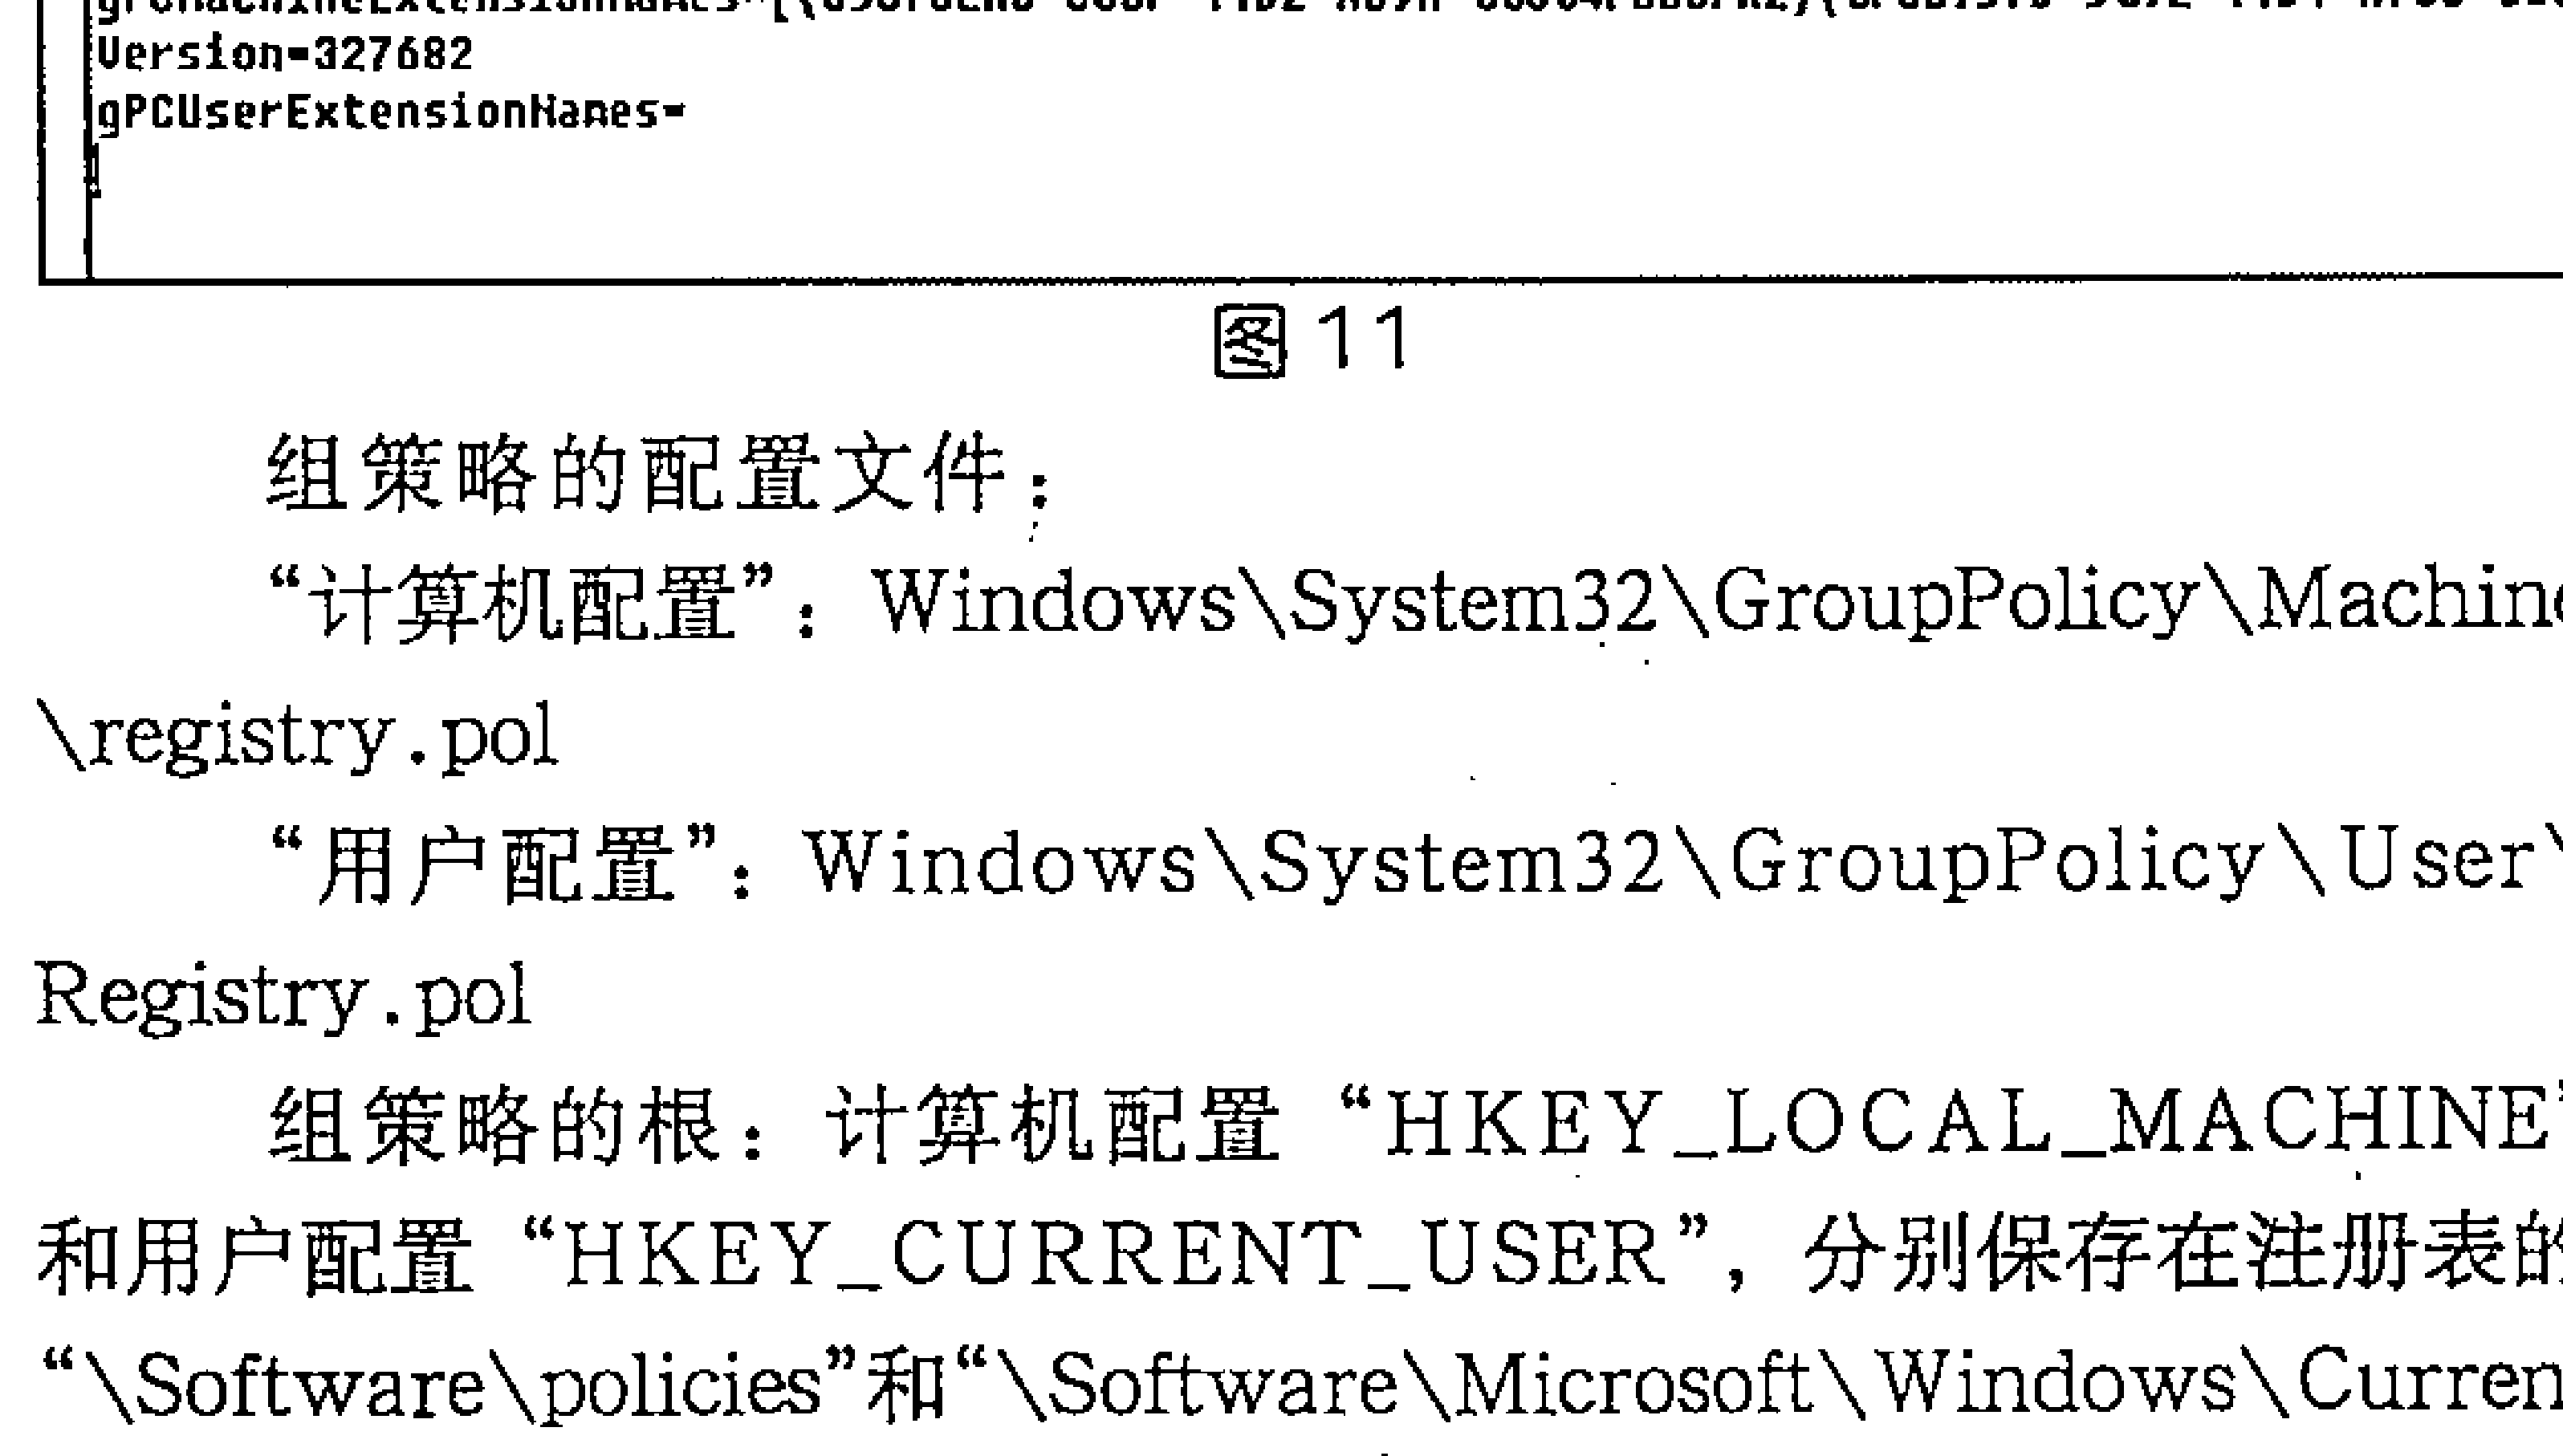 Version=327682
gPCUserExtensionNames=
图11
组策略的配置文件：
“计算机配置”：Windows\System32\GroupPolicy\Machine
\registry.pol
“用户配置”：Windows\System32\GroupPolicy\User\
Registry.pol
组策略的根：计算机配置“HKEY_LOCAL_MACHINE”
和用户配置“HKEY_CURRENT_USER”，分别保存在注册表的
“\Software\policies”和“\Software\Microsoft\Windows\Curren